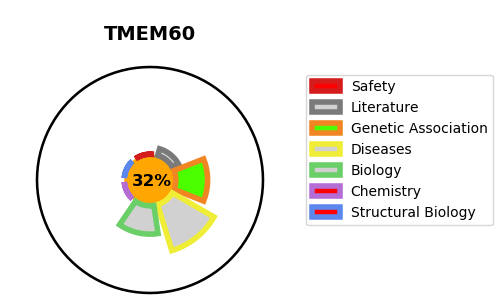 TMEM60
32%
Safety
Literature
Genetic Association
Diseases
Biology
Chemistry
Structural Biology